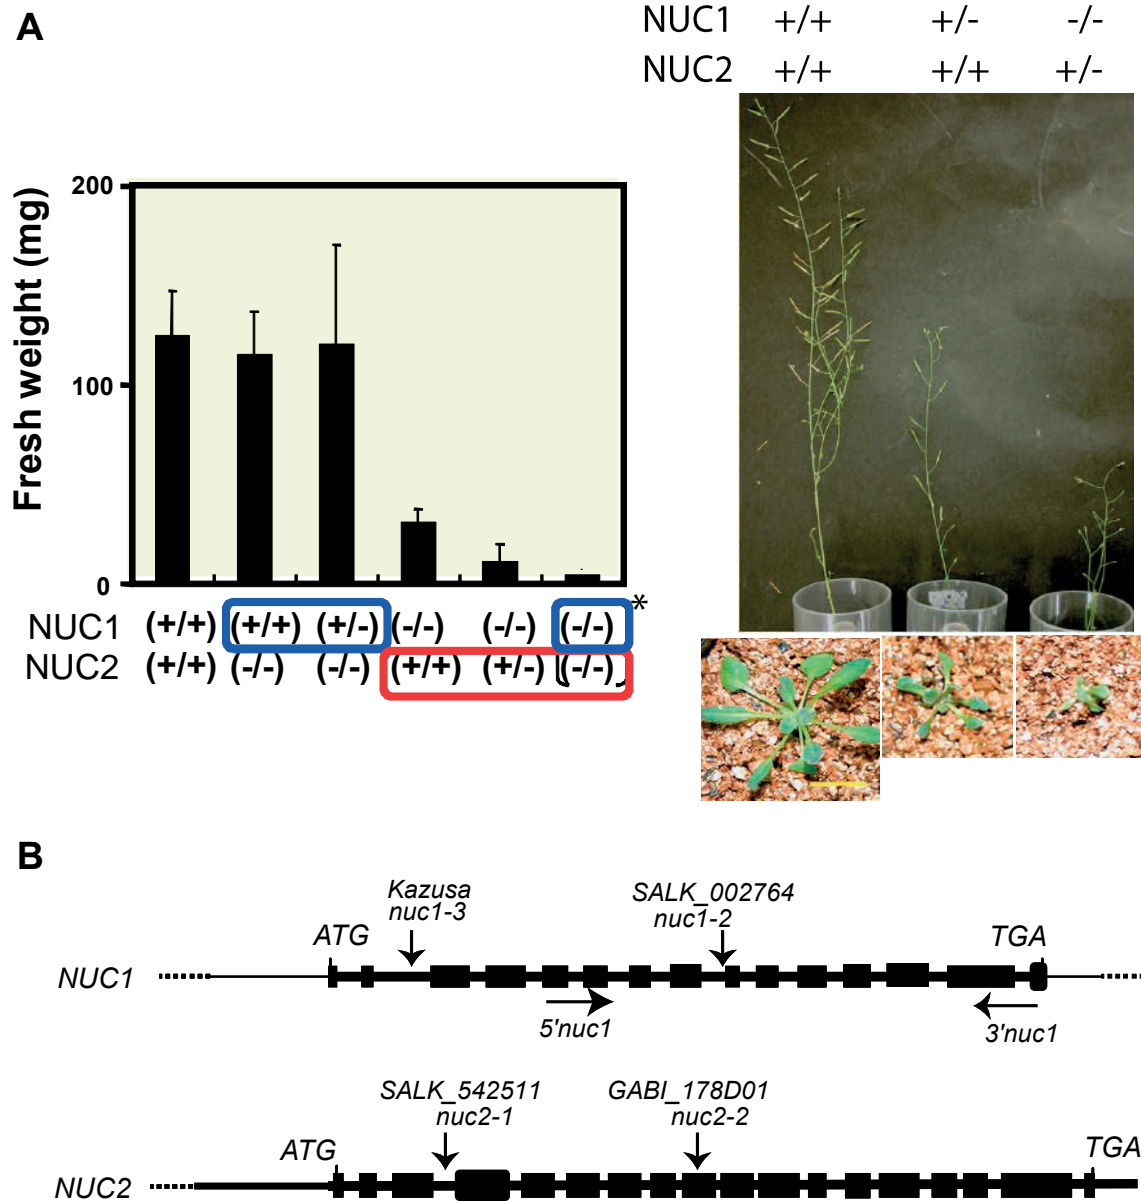 A
NUC1 +/+ +/- -/-
NUC2 +/+ +/+ +/-
Fresh weight (mg)
200
100
0
*
NUC1 (+/+) (+/+) (+/-) (-/-) (-/-) (-/-)
NUC2 (+/+) (-/-) (-/-) (+/+) (+/-) (-/-)
B
Kazusa
nuc1-3
SALK_002764
nuc1-2
ATG
TGA
NUC1
5'nuc1
3'nuc1
SALK_542511
nuc2-1
GABI_178D01
nuc2-2
ATG
TGA
NUC2